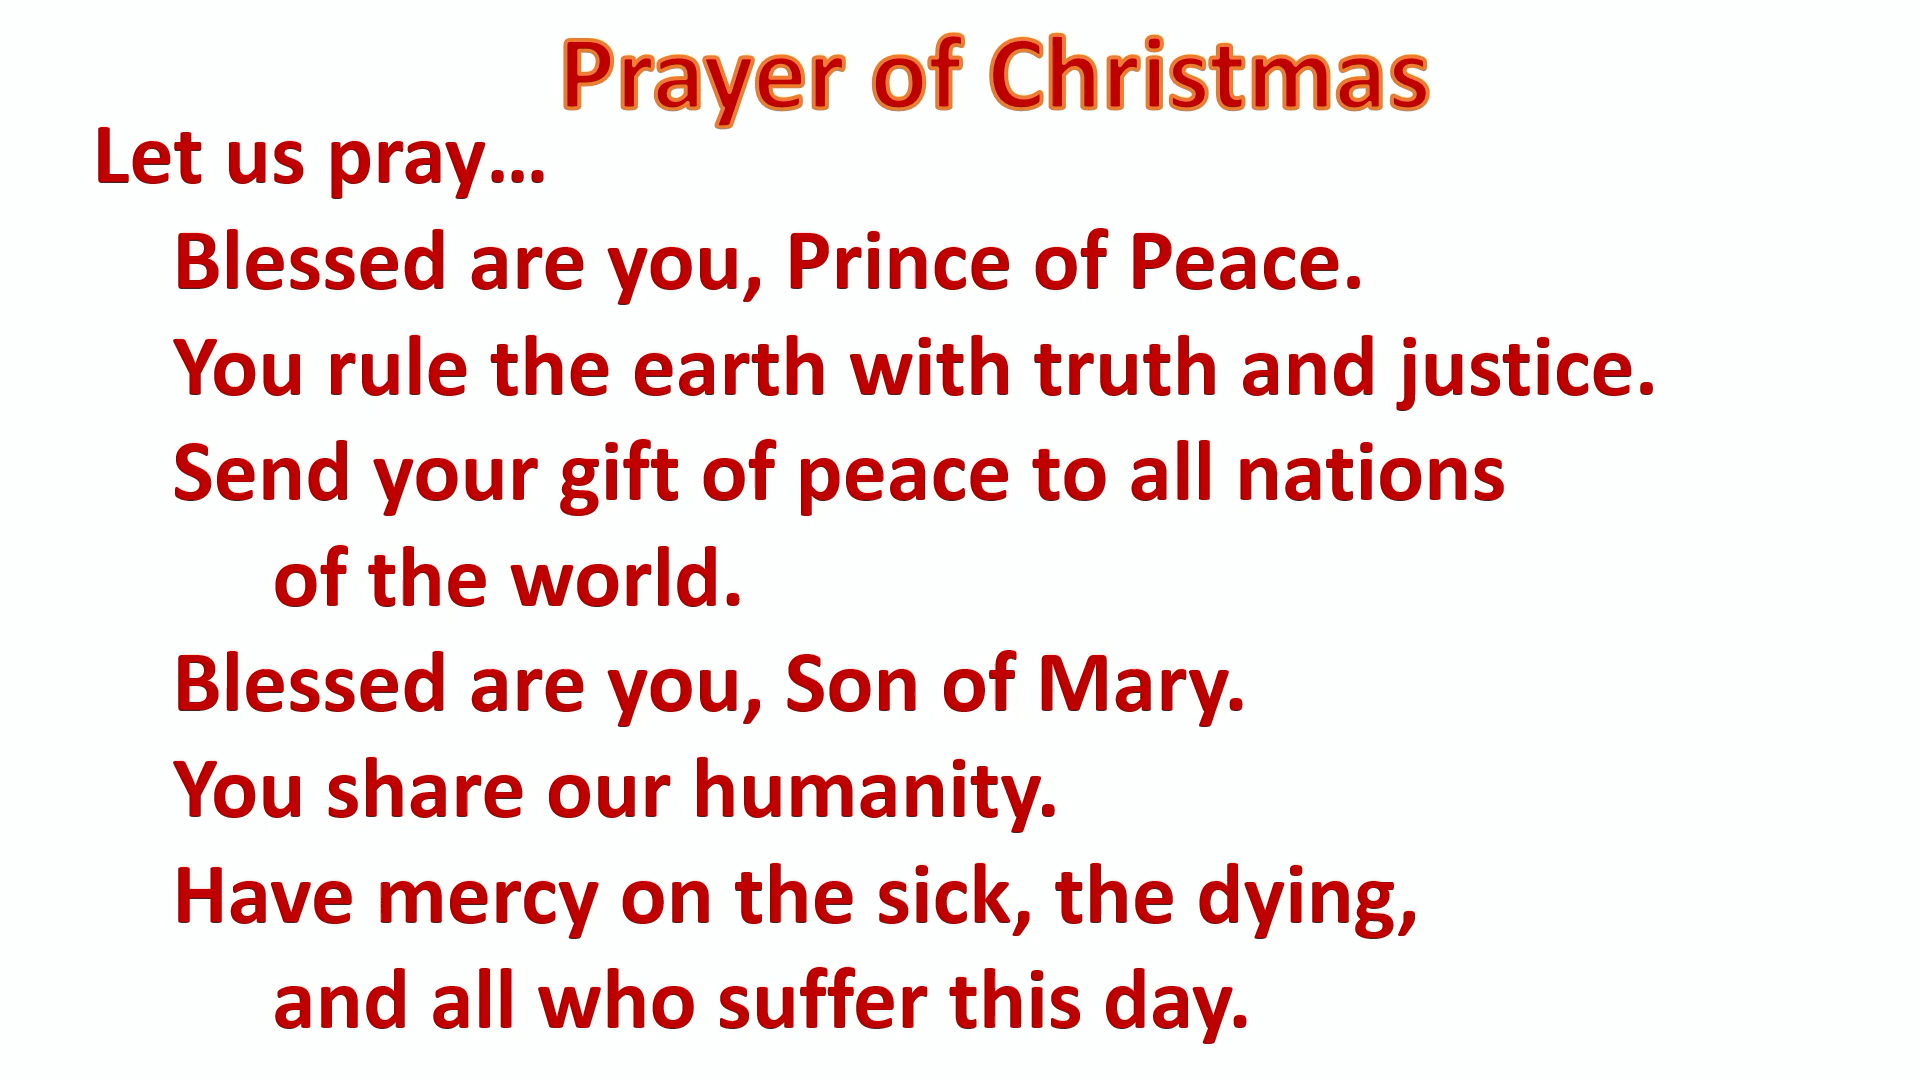 Prayer of Christmas
Let us pray…
Blessed are you, Prince of Peace.
You rule the earth with truth and justice.
Send your gift of peace to all nations
of the world.
Blessed are you, Son of Mary.
You share our humanity.
Have mercy on the sick, the dying,
and all who suffer this day.